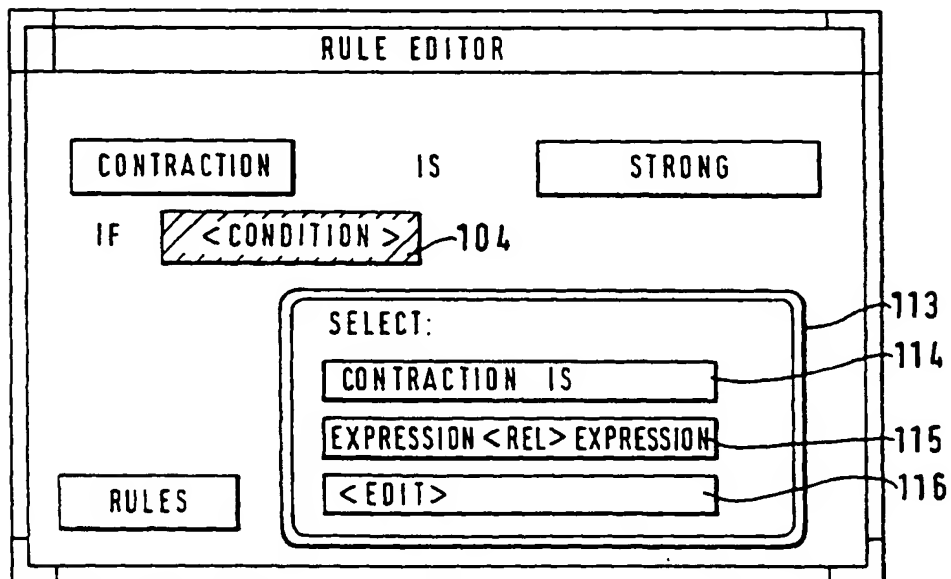 RULE EDITOR
CONTRACTION IS STRONG
IF <CONDITION> 104
SELECT: 113
CONTRACTION IS 114
EXPRESSION <REL> EXPRESSION 115
<EDIT> 116
RULES